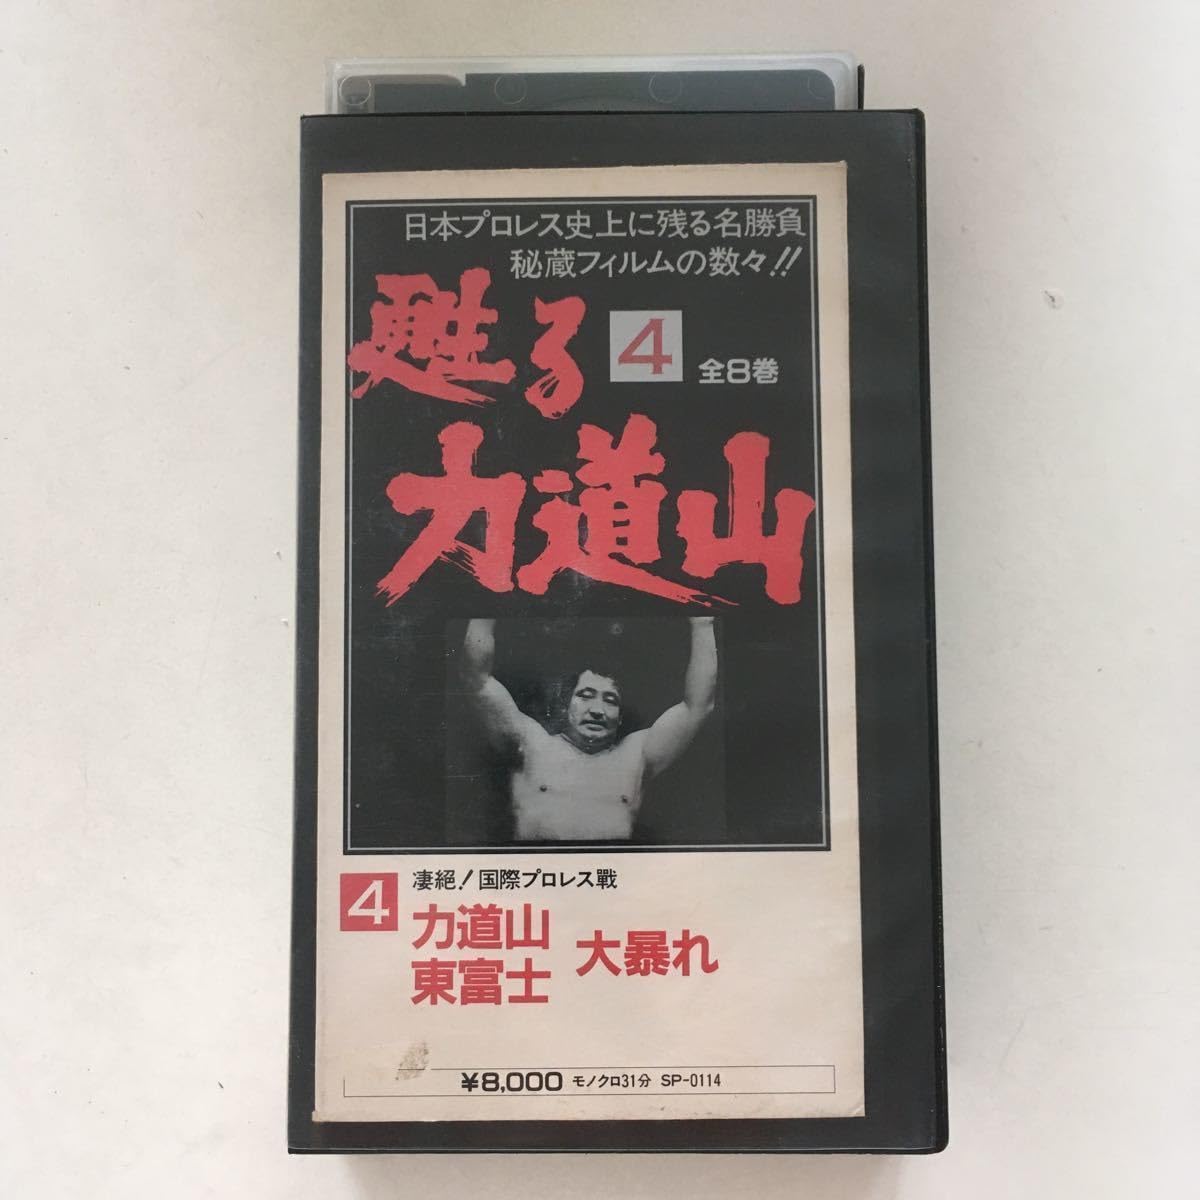 日本プロレス史上に残る名勝負
秘蔵フィルムの数々!!
甦る 4 全8巻
力道山
4 凄絶!国際プロレス戰
力道山
東富士 大暴れ
¥8,000 モノクロ31分 SP-0114